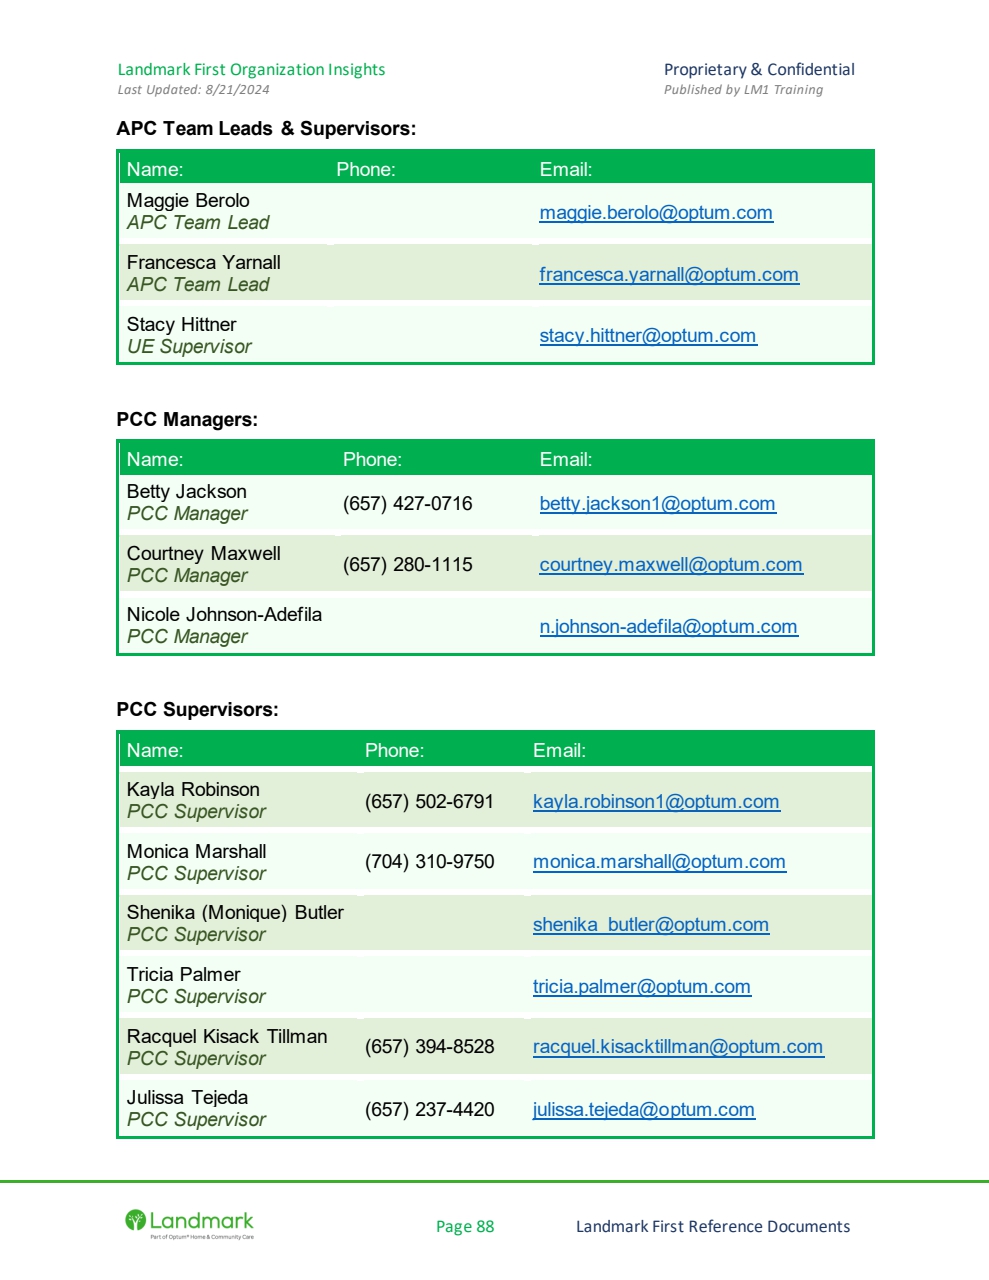 Landmark First Organization Insights
Proprietary & Confidential
Last Updated: 8/21/2024
Published by LM1 Training
APC Team Leads & Supervisors:
Name: Phone: Email:
Maggie Berolo
APC Team Lead
maggie.berolo@optum.com
Francesca Yarnall
APC Team Lead
francesca.yarnall@optum.com
Stacy Hittner
UE Supervisor
stacy.hittner@optum.com
PCC Managers:
Name: Phone: Email:
Betty Jackson
PCC Manager
(657) 427-0716 betty.jackson1@optum.com
Courtney Maxwell
PCC Manager
(657) 280-1115 courtney.maxwell@optum.com
Nicole Johnson-Adefila
PCC Manager
n.johnson-adefila@optum.com
PCC Supervisors:
Name: Phone: Email:
Kayla Robinson
PCC Supervisor
(657) 502-6791 kayla.robinson1@optum.com
Monica Marshall
PCC Supervisor
(704) 310-9750 monica.marshall@optum.com
Shenika (Monique) Butler
PCC Supervisor
shenika_butler@optum.com
Tricia Palmer
PCC Supervisor
tricia.palmer@optum.com
Racquel Kisack Tillman
PCC Supervisor
(657) 394-8528 racquel.kisacktillman@optum.com
Julissa Tejeda
PCC Supervisor
(657) 237-4420 julissa.tejeda@optum.com
Landmark
Part of Optum® Home & Community Care
Page 88
Landmark First Reference Documents